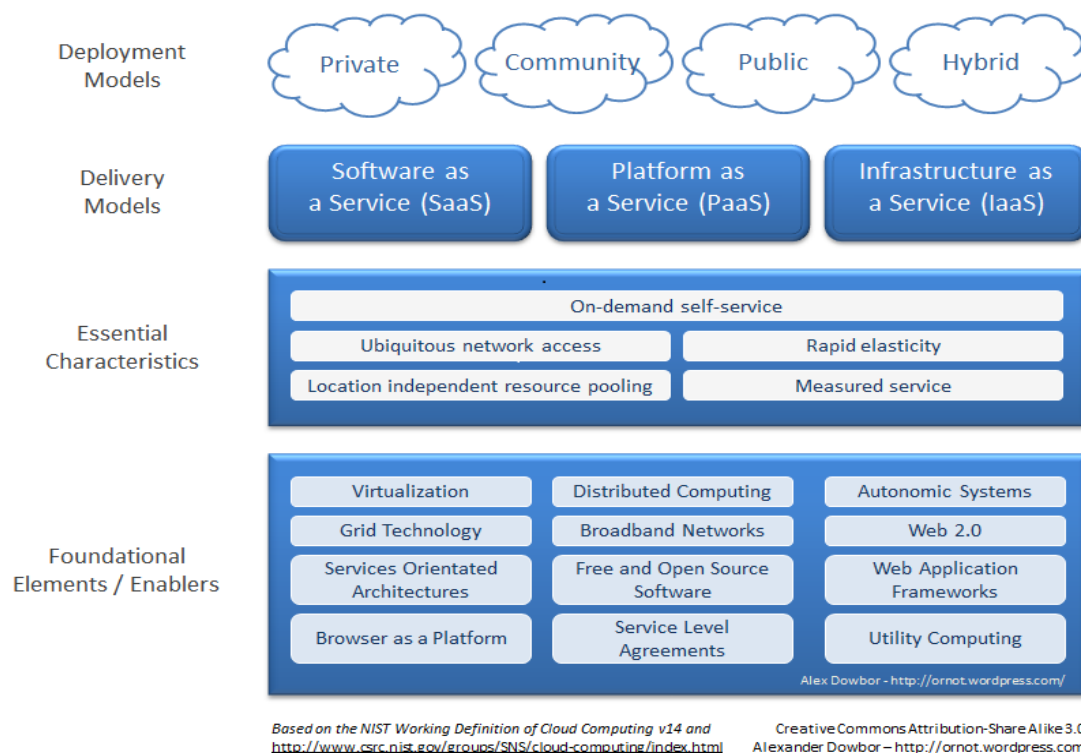 Deployment
Models
Private
Community
Public
Hybrid
Delivery
Models
Software as
a Service (SaaS)
Platform as
a Service (PaaS)
Infrastructure as
a Service (IaaS)
Essential
Characteristics
On-demand self-service
Ubiquitous network access
Rapid elasticity
Location independent resource pooling
Measured service
Foundational
Elements / Enablers
Virtualization
Distributed Computing
Autonomic Systems
Grid Technology
Broadband Networks
Web 2.0
Services Orientated
Architectures
Free and Open Source
Software
Web Application
Frameworks
Browser as a Platform
Service Level
Agreements
Utility Computing
Alex Dowbor - http://ornot.wordpress.com/
Based on the NIST Working Definition of Cloud Computing v14 and
http://www.csrc.nist.gov/groups/SNS/cloud-computing/index.html
Creative Commons Attribution-Share Alike 3.0
Alexander Dowbor – http://ornot.wordpress.com